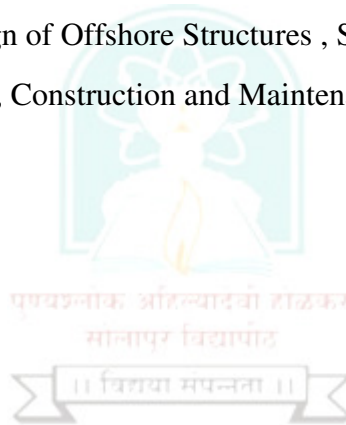 gn of Offshore Structures , S
, Construction and Mainten
पुण्यश्लोक अहिल्यादेवी होळकर
सोलापूर विद्यापीठ
।। विद्यया संपन्नता ।।